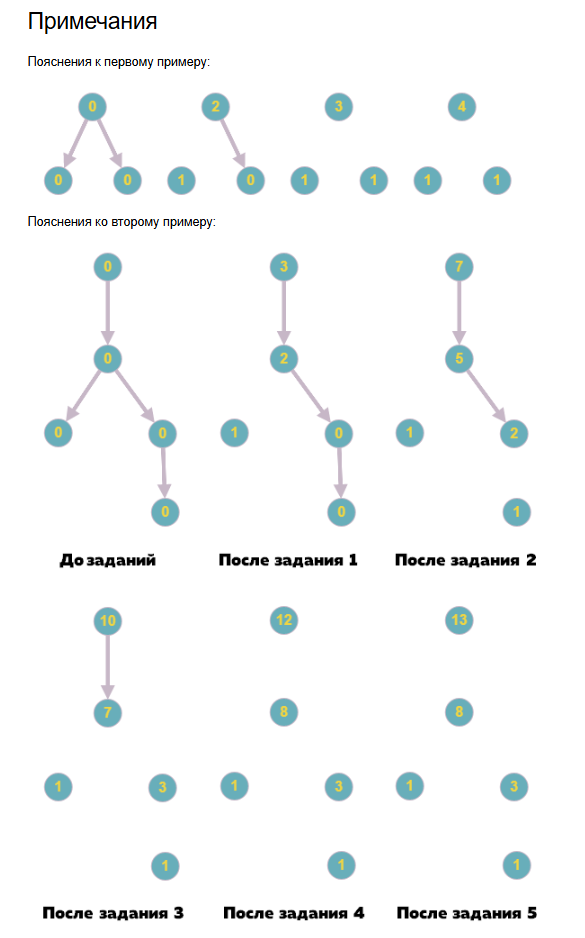 Примечания
Пояснения к первому примеру:
0 2 3 4
0 0 1 0 1 1 1 1
Пояснения ко второму примеру:
0 3 7
0 2 5
0 0 1 0 1 2
0 0 1
До заданий После задания 1 После задания 2
10 12 13
7 8 8
1 3 1 3 1 3
1 1 1
После задания 3 После задания 4 После задания 5